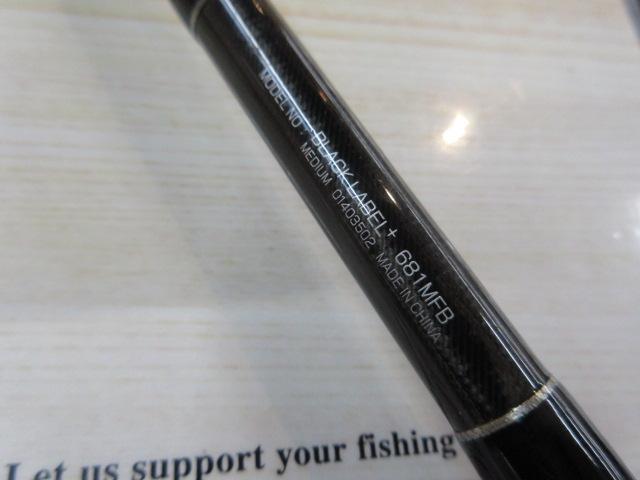 MODEL NO : BLACK LABEL+ 681MFB
MEDIUM 01403502 MADE IN CHINA
Let us support your fishing